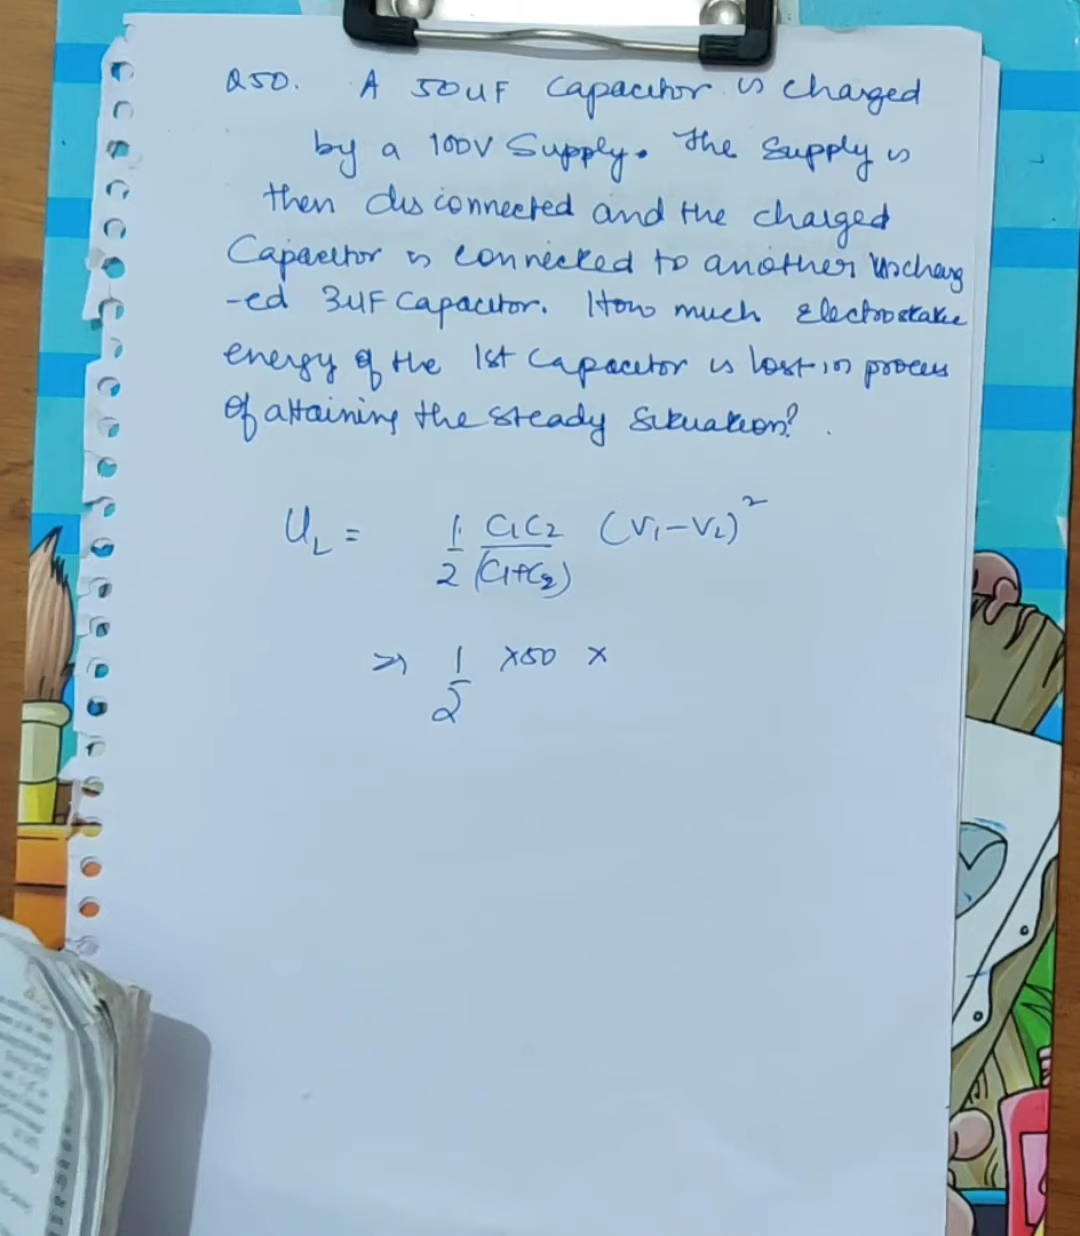 Q50. A 50uF capacitor is charged
by a 100V Supply. The Supply is
then disconnected and the charged
Capacitor is connected to another uncharg
-ed 3uF capacitor. How much electrostatic
energy of the 1st capacitor is lost in process
of attaining the steady situation?
U_L = 1/2 C1C2/(C1+C2) (V1-V2)²
=> 1/2 ×50 ×